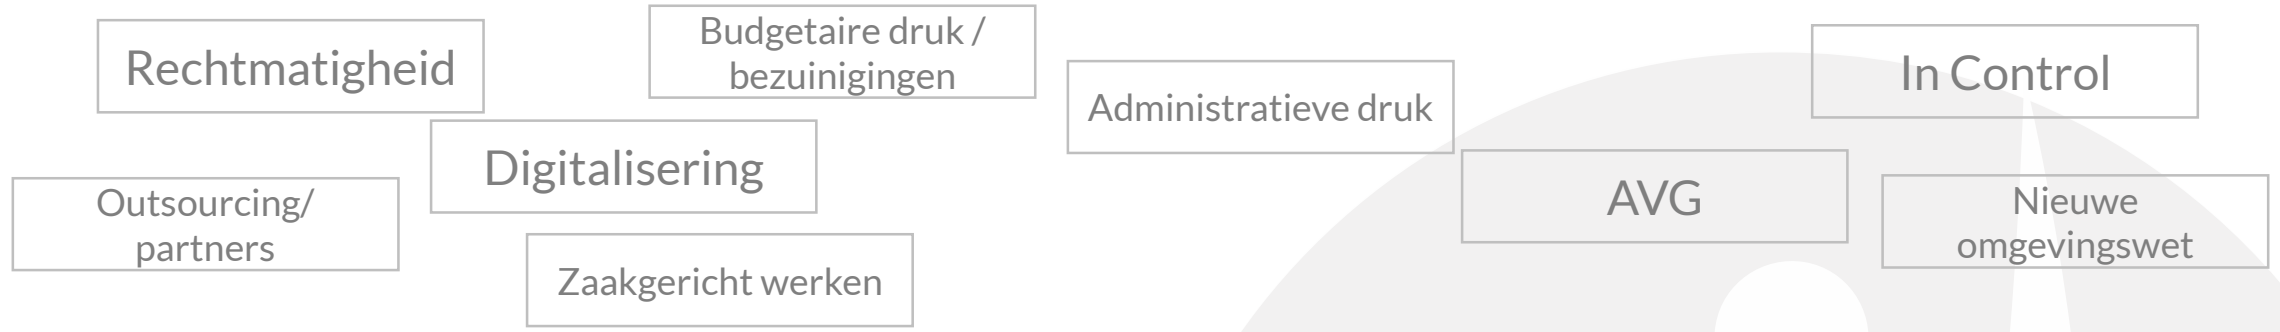 Rechtmatigheid
Budgetaire druk /
bezuinigingen
Administratieve druk
In Control
Digitalisering
Outsourcing/
partners
AVG
Nieuwe
omgevingswet
Zaakgericht werken